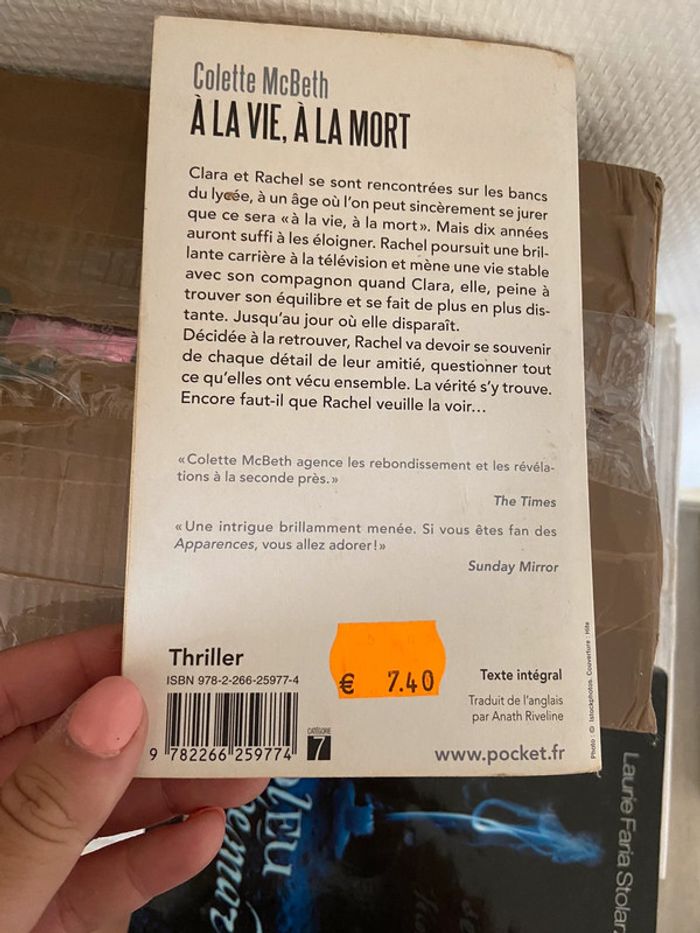 Colette McBeth
À LA VIE, À LA MORT
Clara et Rachel se sont rencontrées sur les bancs
du lycée, à un âge où l'on peut sincèrement se jurer
que ce sera « à la vie, à la mort ». Mais dix années
auront suffi à les éloigner. Rachel poursuit une bril-
lante carrière à la télévision et mène une vie stable
avec son compagnon quand Clara, elle, peine à
trouver son équilibre et se fait de plus en plus dis-
tante. Jusqu'au jour où elle disparaît.
Décidée à la retrouver, Rachel va devoir se souvenir
de chaque détail de leur amitié, questionner tout
ce qu'elles ont vécu ensemble. La vérité s'y trouve.
Encore faut-il que Rachel veuille la voir…
« Colette McBeth agence les rebondissement et les révéla-
tions à la seconde près. »
The Times
« Une intrigue brillamment menée. Si vous êtes fan des
Apparences, vous allez adorer ! »
Sunday Mirror
Thriller
ISBN 978-2-266-25977-4
9 782266 259774
CATÉGORIE
7
€ 7.40
Texte intégral
Traduit de l'anglais
par Anath Riveline
www.pocket.fr
Photo : © Istockphotos. Couverture : Hita
Laurie Faria Stolarz